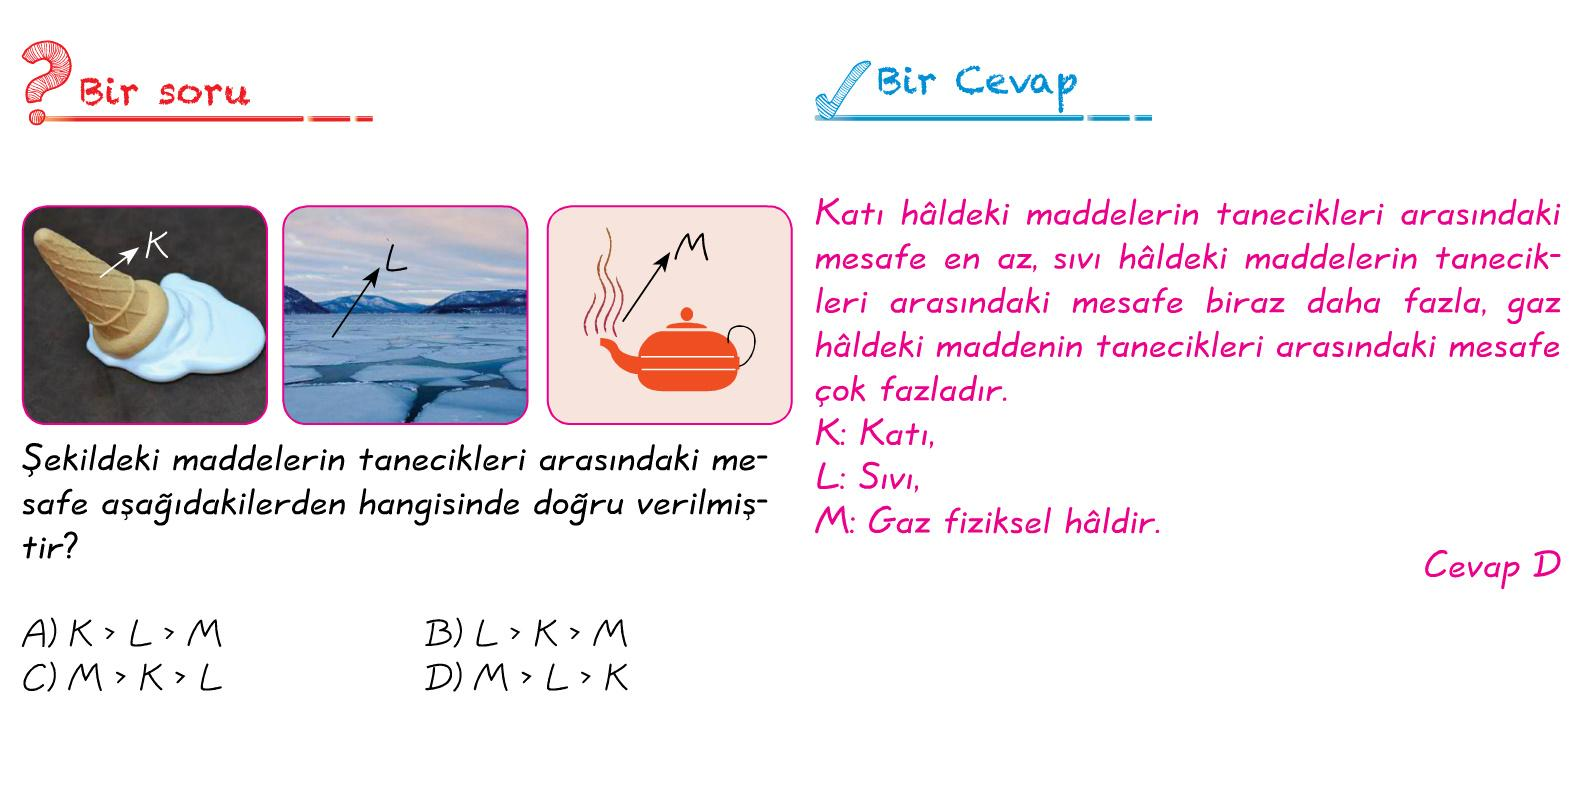 Bir soru
K
L
M
Şekildeki maddelerin tanecikleri arasındaki me-
safe aşağıdakilerden hangisinde doğru verilmiş-
tir?
A) K > L > M
B) L > K > M
C) M > K > L
D) M > L > K
Bir Cevap
Katı hâldeki maddelerin tanecikleri arasındaki
mesafe en az, sıvı hâldeki maddelerin tanecik-
leri arasındaki mesafe biraz daha fazla, gaz
hâldeki maddenin tanecikleri arasındaki mesafe
çok fazladır.
K: Katı,
L: Sıvı,
M: Gaz fiziksel hâldir.
Cevap D